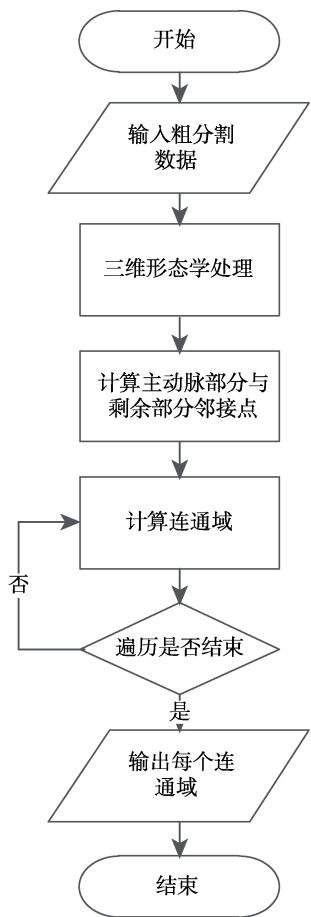 开始
输入粗分割
数据
三维形态学处理
计算主动脉部分与
剩余部分邻接点
计算连通域
否
遍历是否结束
是
输出每个连
通域
结束